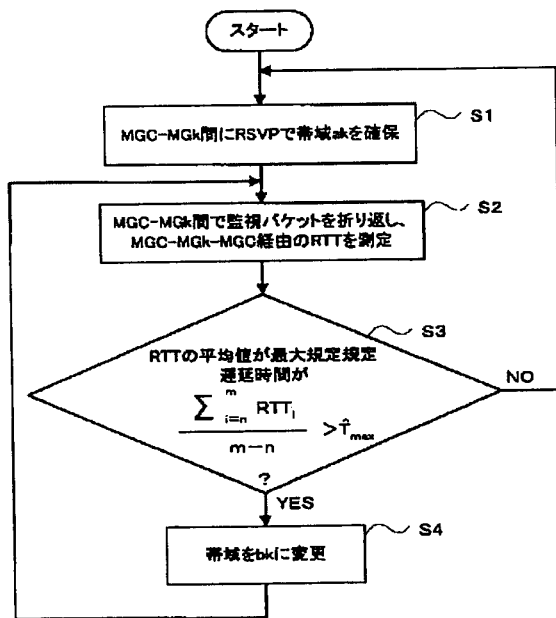 スタート
S1
MGC-MGk間にRSVPで帯域akを確保
S2
MGC-MGk間で監視パケットを折り返し、
MGC-MGk-MGC経由のRTTを測定
S3
RTTの平均値が最大規定規定
遅延時間が
∑ᵢ₌ₙᵐ RTTᵢ / (m−n) > T̂max
?
NO
YES
S4
帯域をbkに変更